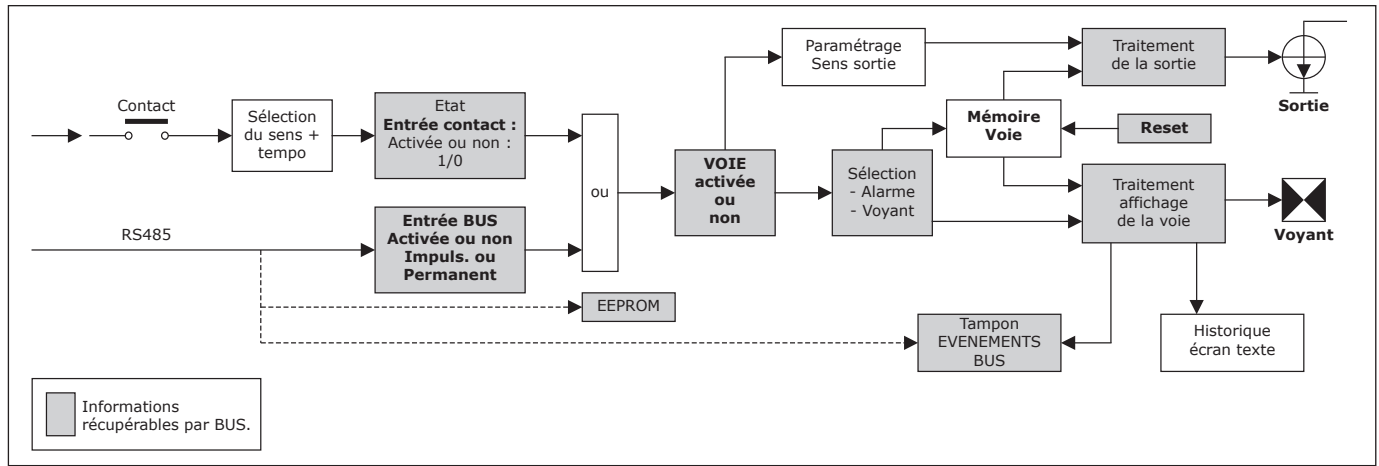 Paramétrage
Sens sortie
Traitement
de la sortie
Sortie
Contact
Sélection
du sens +
tempo
Etat
Entrée contact :
Activée ou non :
1/0
ou
VOIE
activée
ou
non
Sélection
- Alarme
- Voyant
Mémoire
Voie
Reset
Traitement
affichage
de la voie
Voyant
RS485
Entrée BUS
Activée ou non
Impuls. ou
Permanent
EEPROM
Tampon
EVENEMENTS
BUS
Historique
écran texte
Informations
récupérables par BUS.